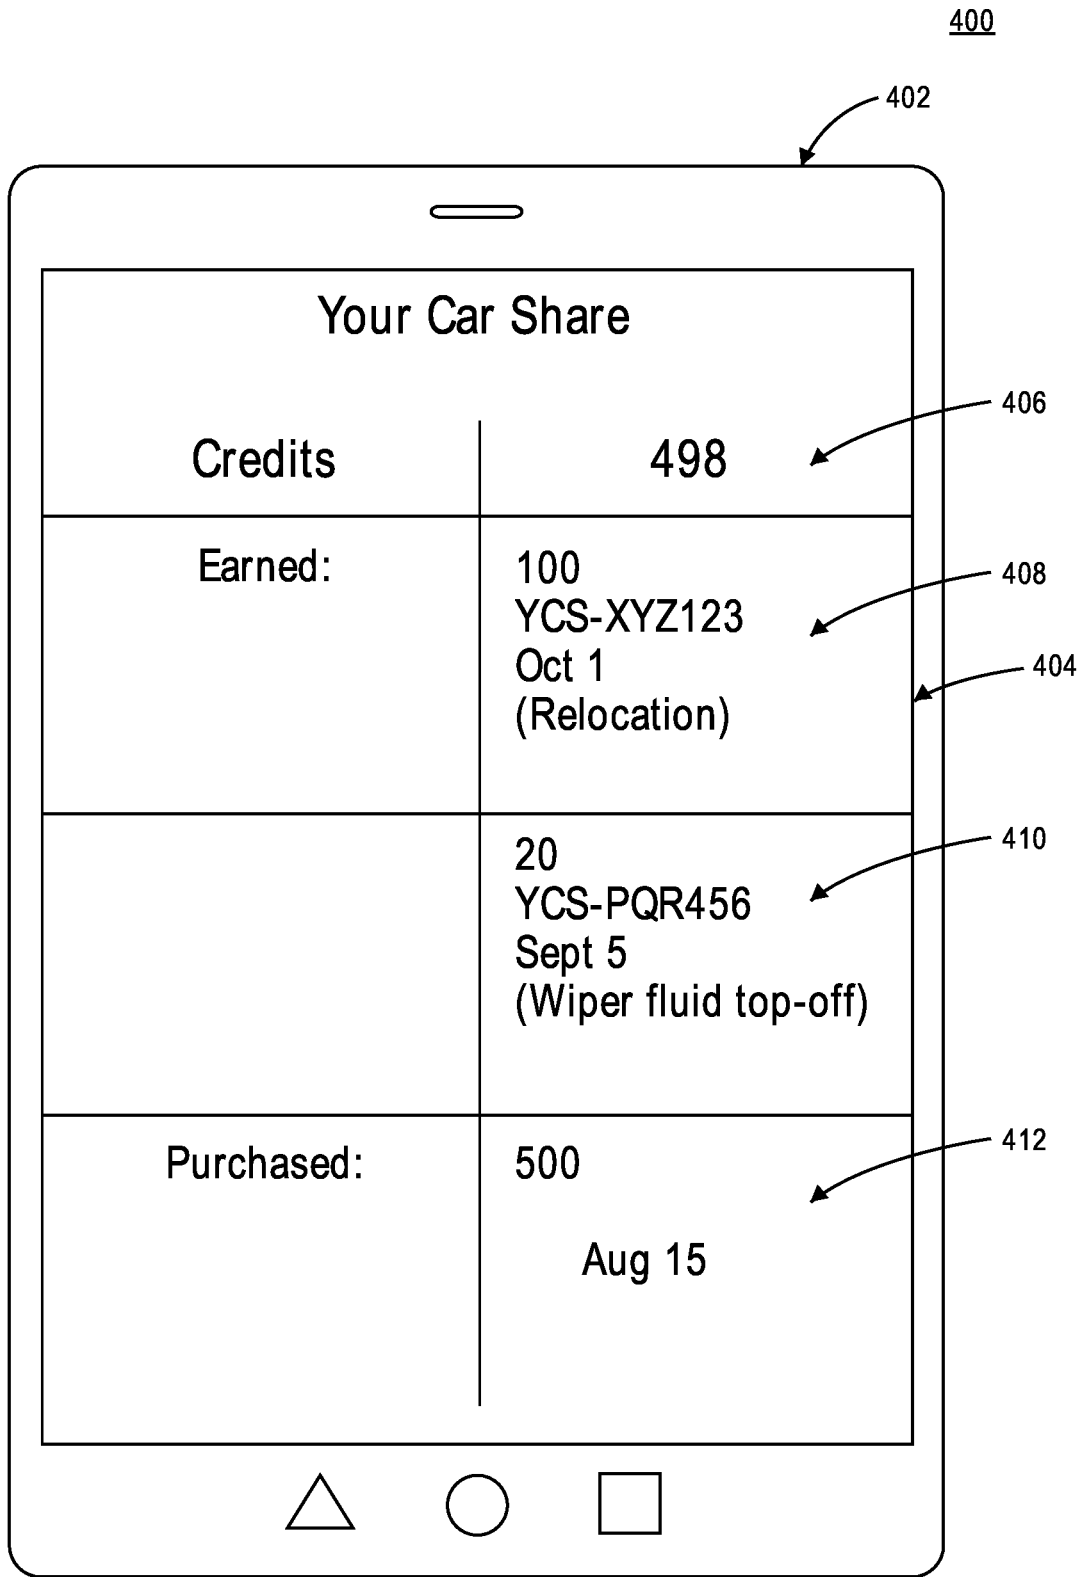 400
402
Your Car Share
406
Credits 498
Earned: 100
408
YCS-XYZ123
Oct 1
404
(Relocation)
410
20
YCS-PQR456
Sept 5
(Wiper fluid top-off)
412
Purchased: 500
Aug 15